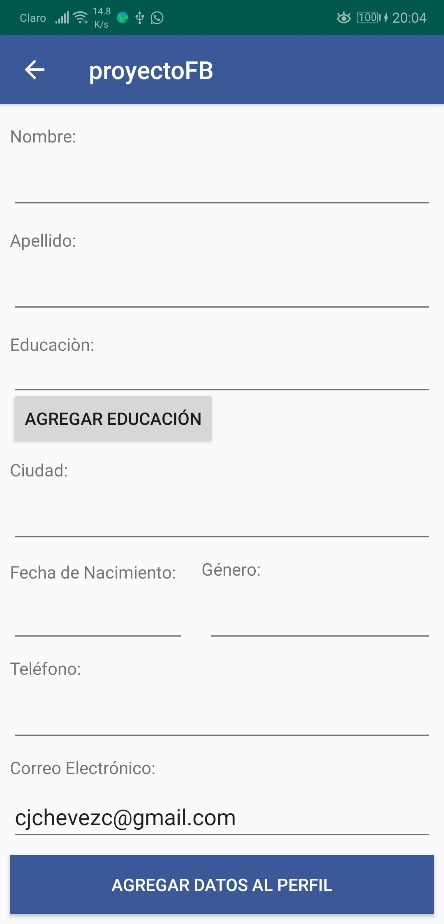 Claro 14.8 K/s 100 20:04
proyectoFB
Nombre:
Apellido:
Educaciòn:
AGREGAR EDUCACIÓN
Ciudad:
Fecha de Nacimiento: Género:
Teléfono:
Correo Electrónico:
cjchevezc@gmail.com
AGREGAR DATOS AL PERFIL